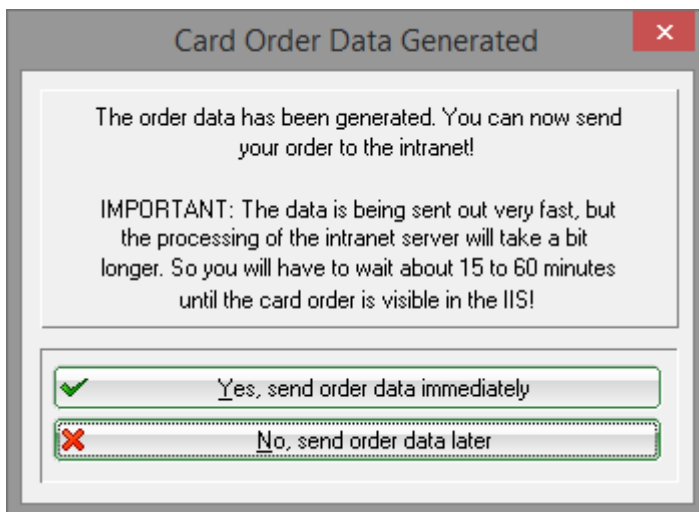 Card Order Data Generated
The order data has been generated. You can now send
your order to the intranet!
IMPORTANT: The data is being sent out very fast, but
the processing of the intranet server will take a bit
longer. So you will have to wait about 15 to 60 minutes
until the card order is visible in the IIS!
Yes, send order data immediately
No, send order data later